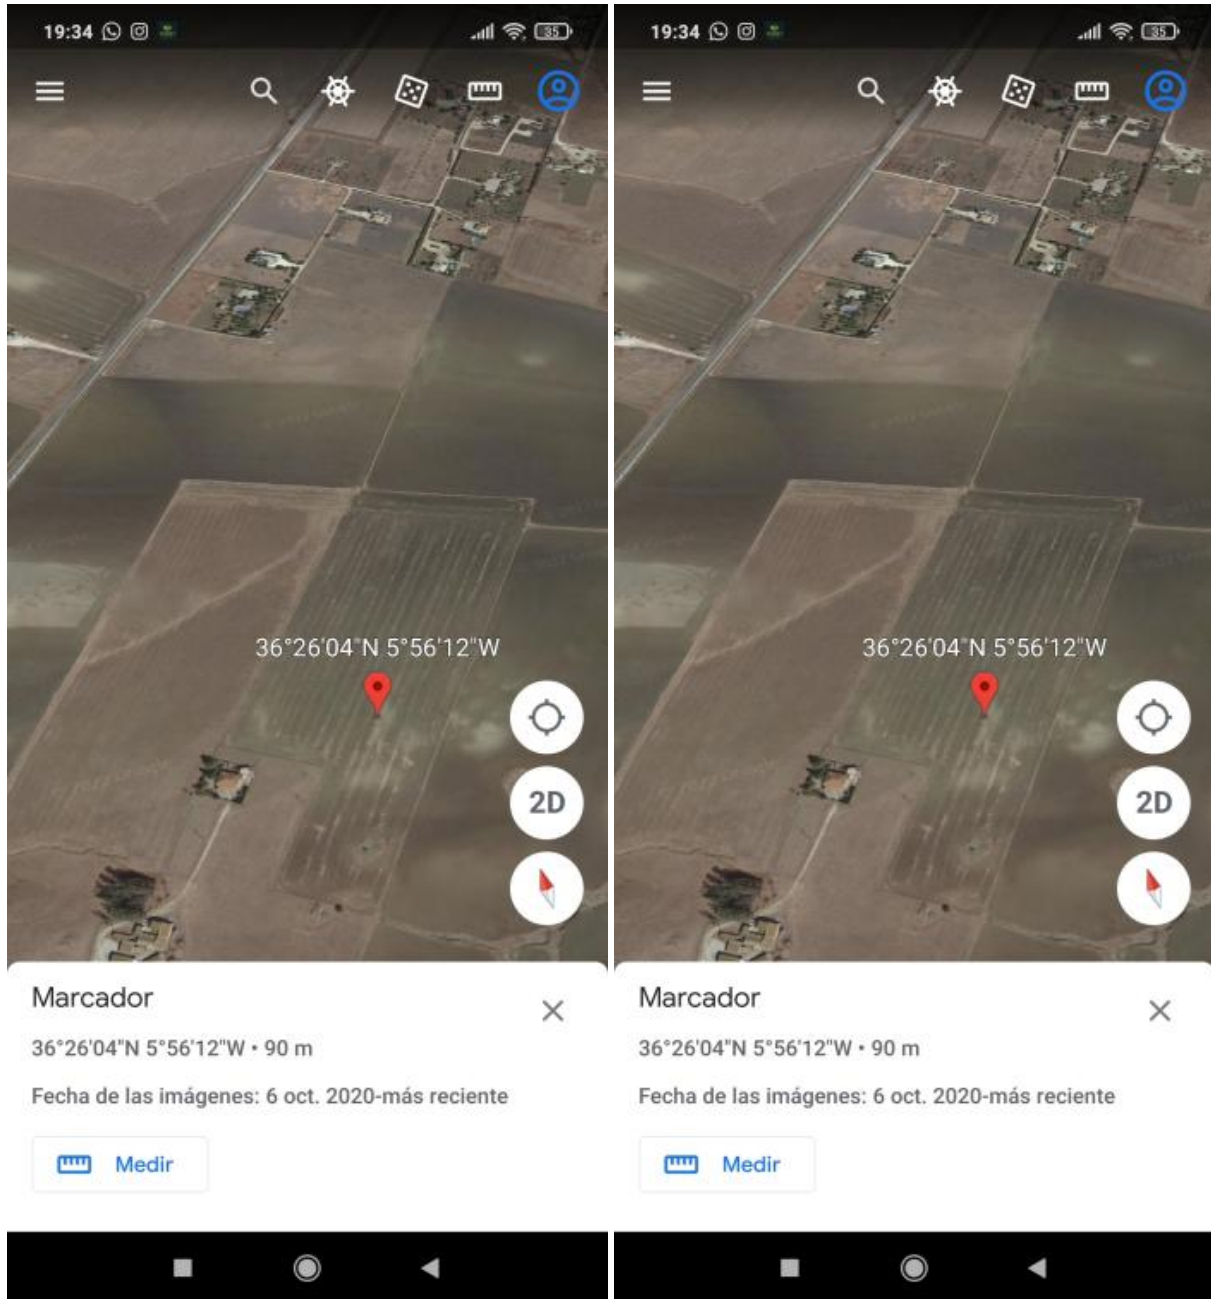 19:34 35
36°26'04"N 5°56'12"W
2D
Marcador
36°26'04"N 5°56'12"W • 90 m
Fecha de las imágenes: 6 oct. 2020-más reciente
Medir
19:34 35
36°26'04"N 5°56'12"W
2D
Marcador
36°26'04"N 5°56'12"W • 90 m
Fecha de las imágenes: 6 oct. 2020-más reciente
Medir